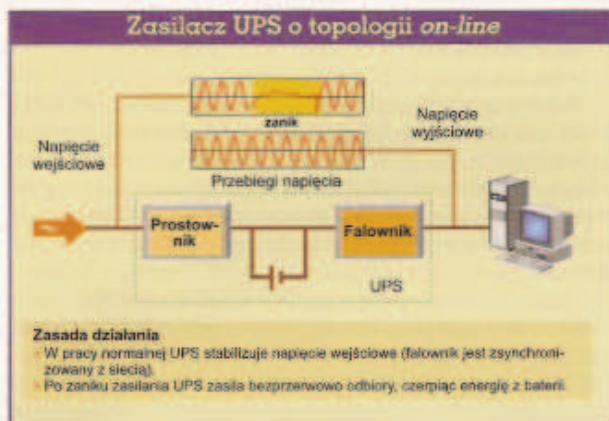 Zasilacz UPS o topologii on-line
zanik
Napięcie
wejściowe
Napięcie
wyjściowe
Przebiegi napięcia
Prostow-
nik
Falownik
UPS
Zasada działania
W pracy normalnej UPS stabilizuje napięcie wejściowe (falownik jest zsynchroni-
zowany z siecią).
Po zaniku zasilania UPS zasila bezprzerwowo odbiory, czerpiąc energię z baterii.